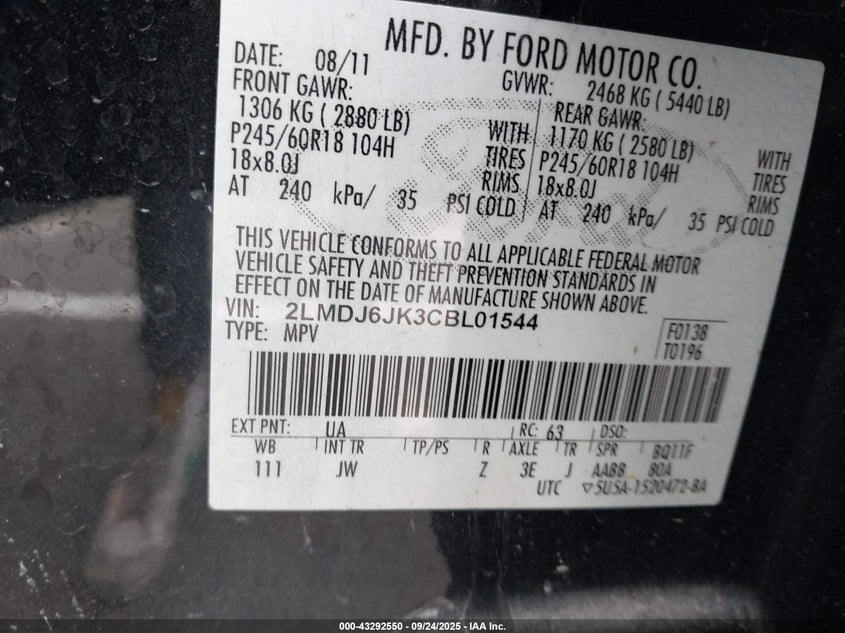 MFD. BY FORD MOTOR CO.
DATE: 08/11 GVWR: 2468 KG ( 5440 LB)
FRONT GAWR: REAR GAWR:
1306 KG ( 2880 LB) WITH 1170 KG ( 2580 LB) WITH
P245/60R18 104H TIRES P245/60R18 104H TIRES
18x8.0J RIMS 18x8.0J RIMS
AT 240 kPa/ 35 PSI COLD AT 240 kPa/ 35 PSI COLD
THIS VEHICLE CONFORMS TO ALL APPLICABLE FEDERAL MOTOR
VEHICLE SAFETY AND THEFT PREVENTION STANDARDS IN
EFFECT ON THE DATE OF MANUFACTURE SHOWN ABOVE.
VIN: 2LMDJ6JK3CBL01544
TYPE: MPV
F0138
T0196
EXT PNT: UA RC: 63 DSO:
WB INT TR TP/PS R AXLE TR SPR BQ11F
111 JW Z 3E J AABB 80A
UTC ▽5U5A-1520472-BA
Ford
000-43292550 - 09/24/2025 - IAA Inc.